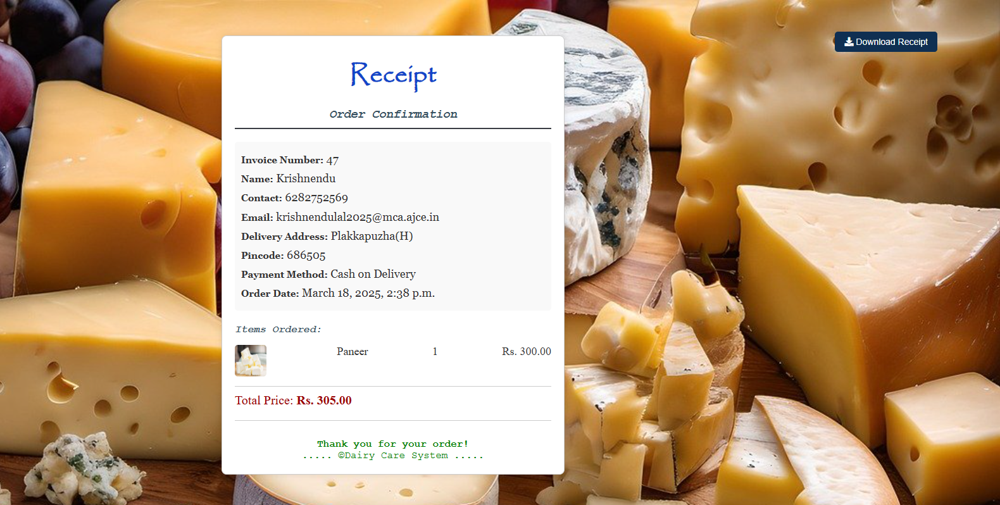 Download Receipt
Receipt
Order Confirmation
Invoice Number: 47
Name: Krishnendu
Contact: 6282752569
Email: krishnendulal2025@mca.ajce.in
Delivery Address: Plakkapuzha(H)
Pincode: 686505
Payment Method: Cash on Delivery
Order Date: March 18, 2025, 2:38 p.m.
Items Ordered:
Paneer 1 Rs. 300.00
Total Price: Rs. 305.00
Thank you for your order!
..... ©Dairy Care System .....